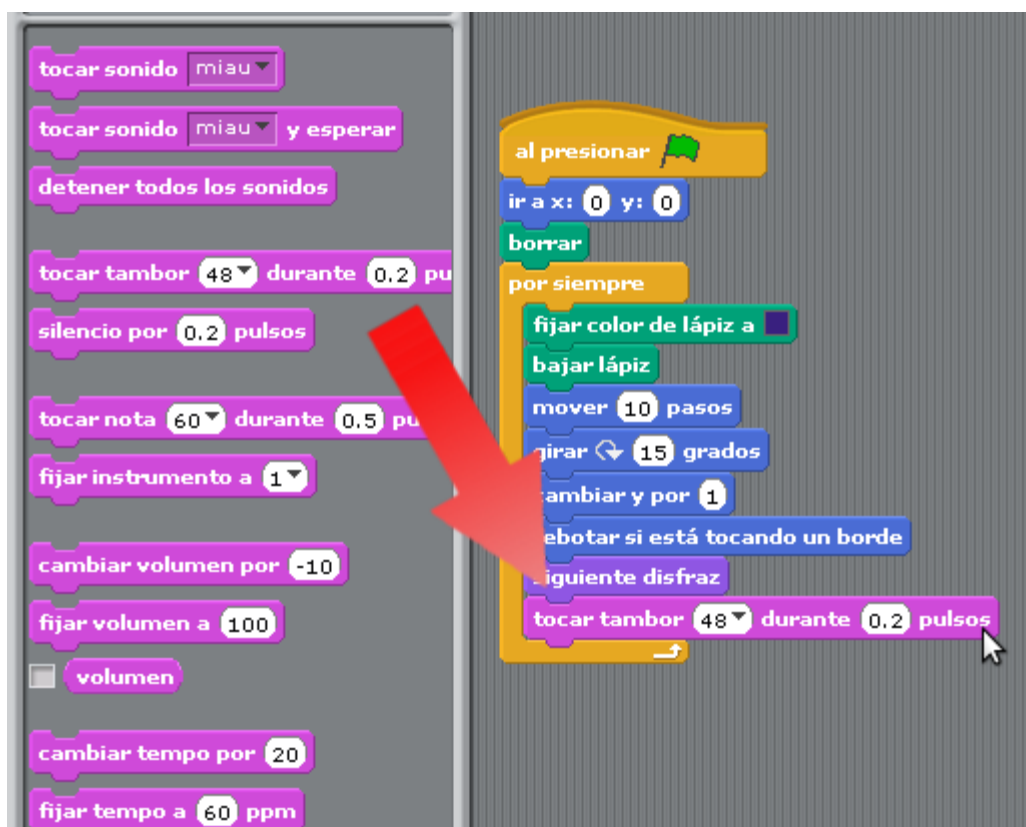 tocar sonido miau
tocar sonido miau y esperar
detener todos los sonidos
tocar tambor 48 durante 0.2 pu
silencio por 0.2 pulsos
tocar nota 60 durante 0.5 pu
fijar instrumento a 1
cambiar volumen por -10
fijar volumen a 100
volumen
cambiar tempo por 20
fijar tempo a 60 ppm
al presionar
ir a x: 0 y: 0
borrar
por siempre
fijar color de lápiz a
bajar lápiz
mover 10 pasos
girar 15 grados
cambiar y por 1
rebotar si está tocando un borde
siguiente disfraz
tocar tambor 48 durante 0.2 pulsos